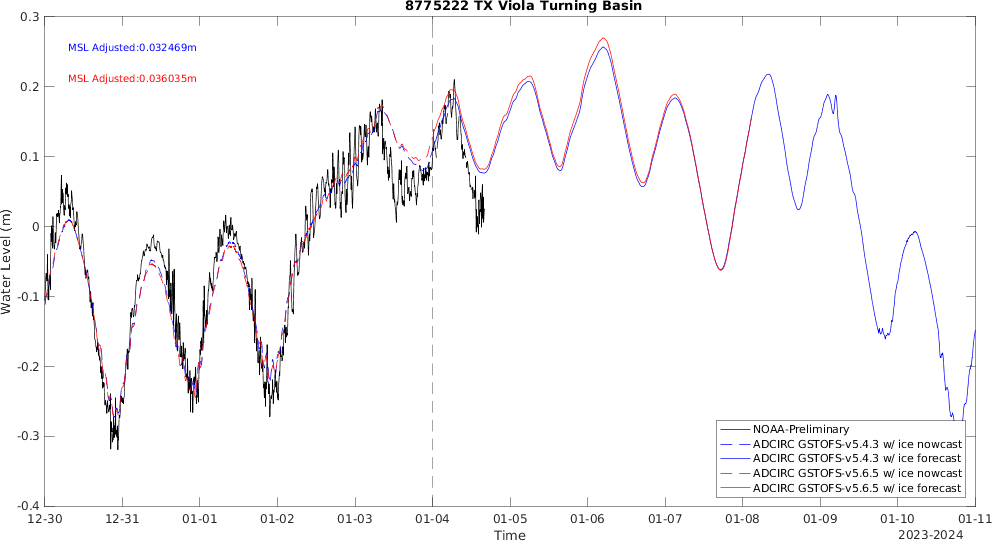 8775222 TX Viola Turning Basin
MSL Adjusted:0.032469m
MSL Adjusted:0.036035m
Water Level (m)
0.3
0.2
0.1
0
-0.1
-0.2
-0.3
-0.4
NOAA-Preliminary
ADCIRC GSTOFS-v5.4.3 w/ ice nowcast
ADCIRC GSTOFS-v5.4.3 w/ ice forecast
ADCIRC GSTOFS-v5.6.5 w/ ice nowcast
ADCIRC GSTOFS-v5.6.5 w/ ice forecast
12-30 12-31 01-01 01-02 01-03 01-04 01-05 01-06 01-07 01-08 01-09 01-10 01-11
Time
2023-2024